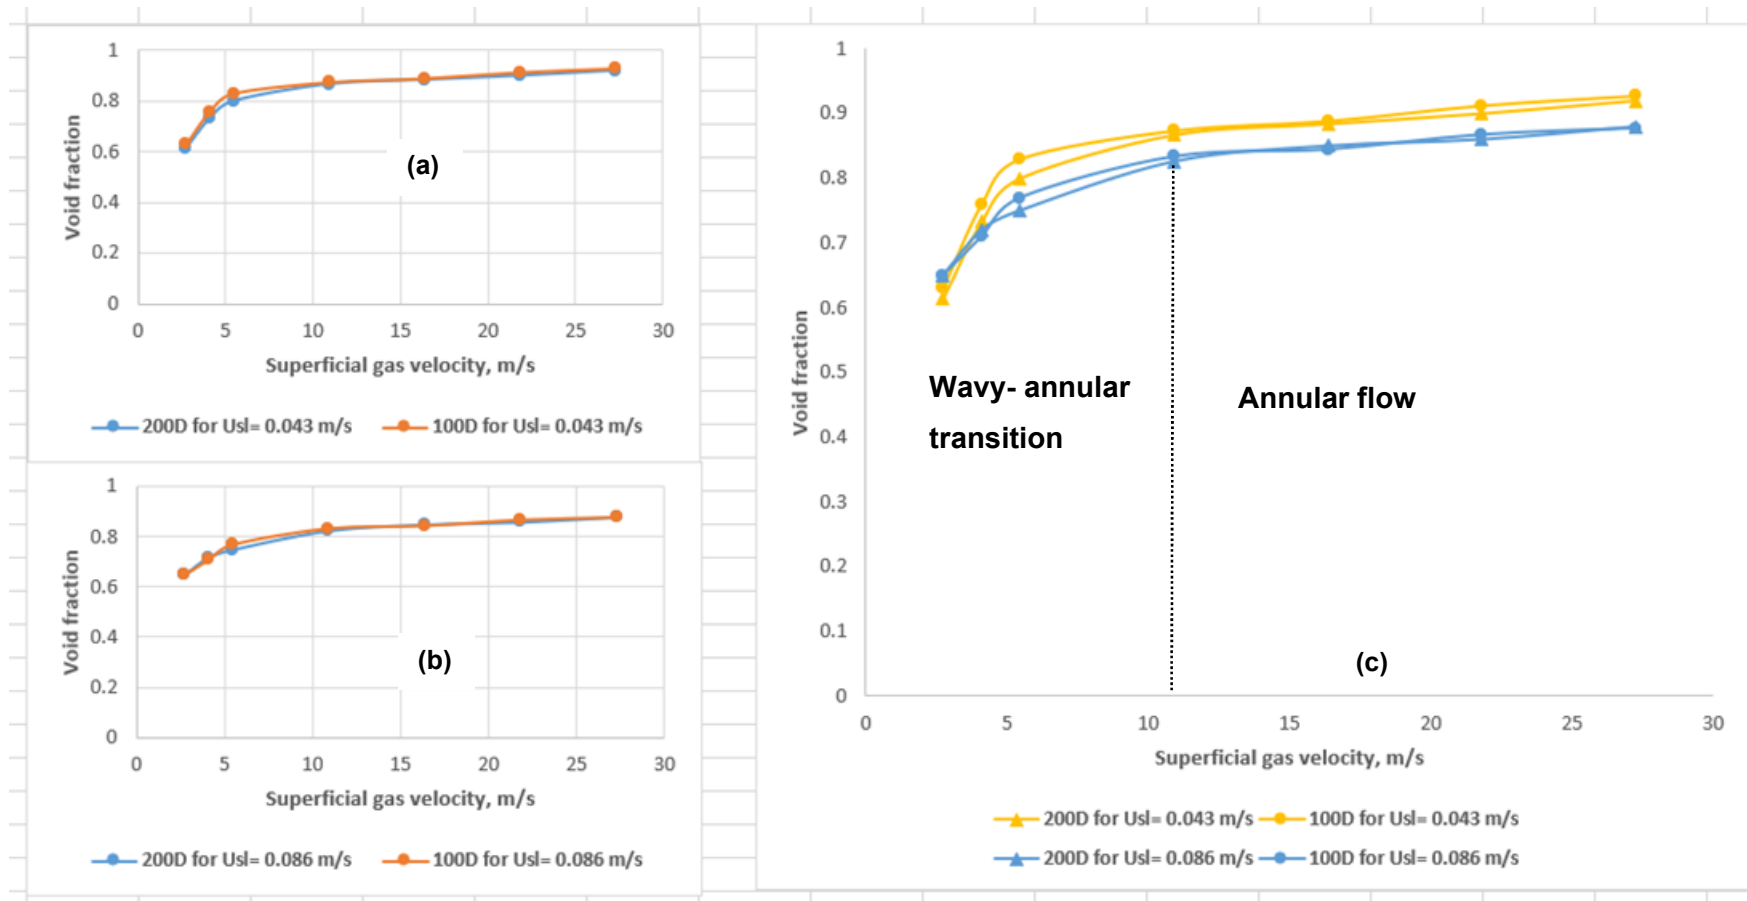 1
0.8
0.6
0.4
0.2
0
Void fraction
(a)
0 5 10 15 20 25 30
Superficial gas velocity, m/s
200D for Usl= 0.043 m/s 100D for Usl= 0.043 m/s
1
0.8
0.6
0.4
0.2
0
Void fraction
(b)
0 5 10 15 20 25 30
Superficial gas velocity, m/s
200D for Usl= 0.086 m/s 100D for Usl= 0.086 m/s
1
0.9
0.8
0.7
0.6
0.5
0.4
0.3
0.2
0.1
0
Void fraction
Wavy- annular
transition
Annular flow
(c)
0 5 10 15 20 25 30
Superficial gas velocity, m/s
200D for Usl= 0.043 m/s 100D for Usl= 0.043 m/s
200D for Usl= 0.086 m/s 100D for Usl= 0.086 m/s